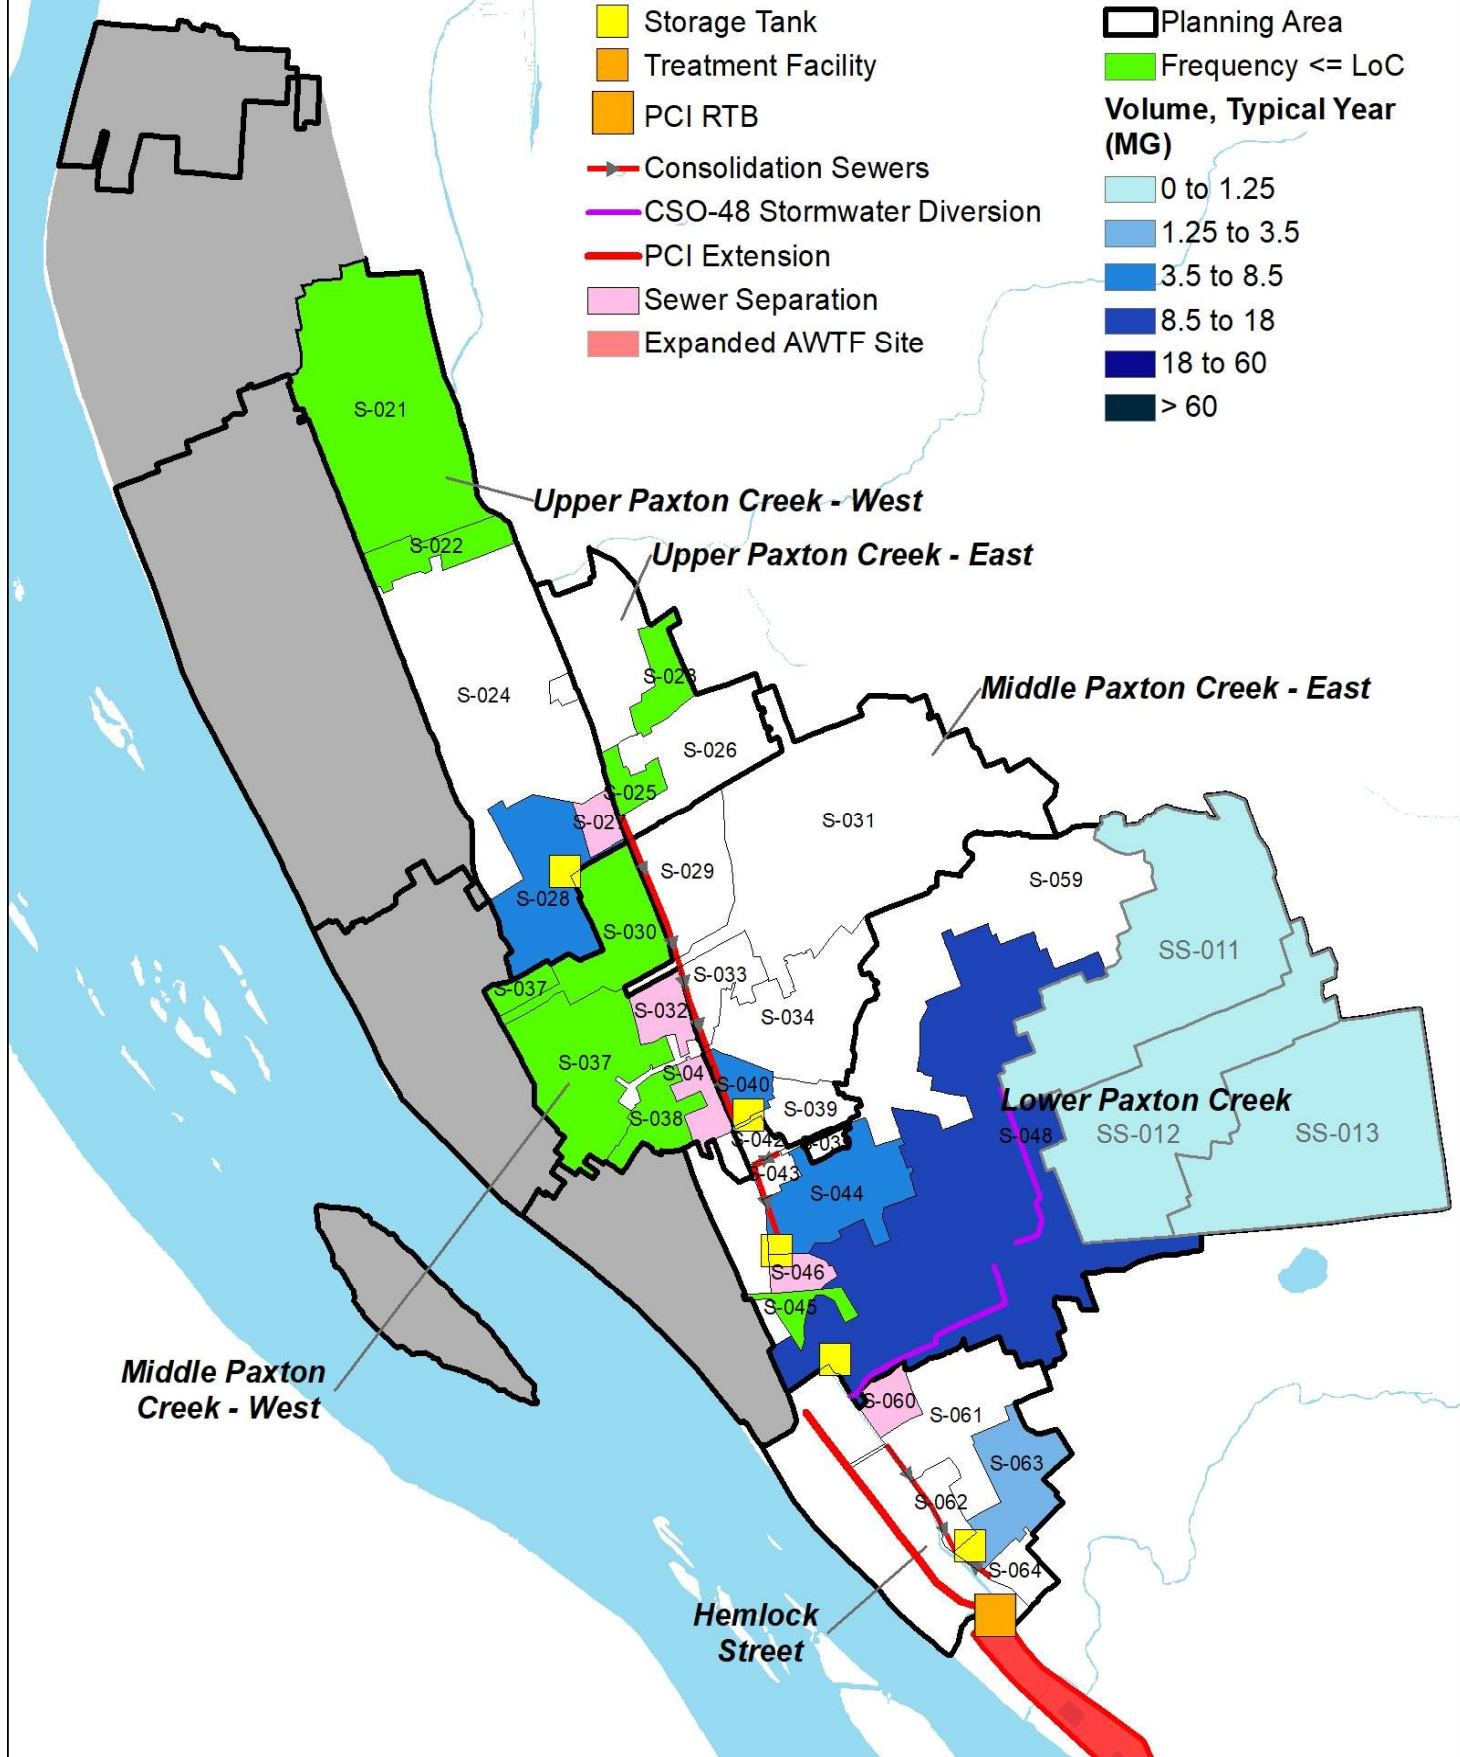 Storage Tank
Treatment Facility
PCI RTB
Consolidation Sewers
CSO-48 Stormwater Diversion
PCI Extension
Sewer Separation
Expanded AWTF Site
Planning Area
Frequency <= LoC
Volume, Typical Year
(MG)
0 to 1.25
1.25 to 3.5
3.5 to 8.5
8.5 to 18
18 to 60
> 60
S-021
Upper Paxton Creek - West
S-022
Upper Paxton Creek - East
S-023
Middle Paxton Creek - East
S-024
S-026
S-025
S-027
S-031
S-029
S-059
S-028
S-030
SS-011
S-033
S-037
S-032
S-034
S-037
S-04
S-040
Lower Paxton Creek
S-039
S-038
S-048
SS-012
SS-013
S-042
S-043
S-044
S-046
S-045
Middle Paxton
Creek - West
S-060
S-061
S-063
S-062
S-064
Hemlock
Street